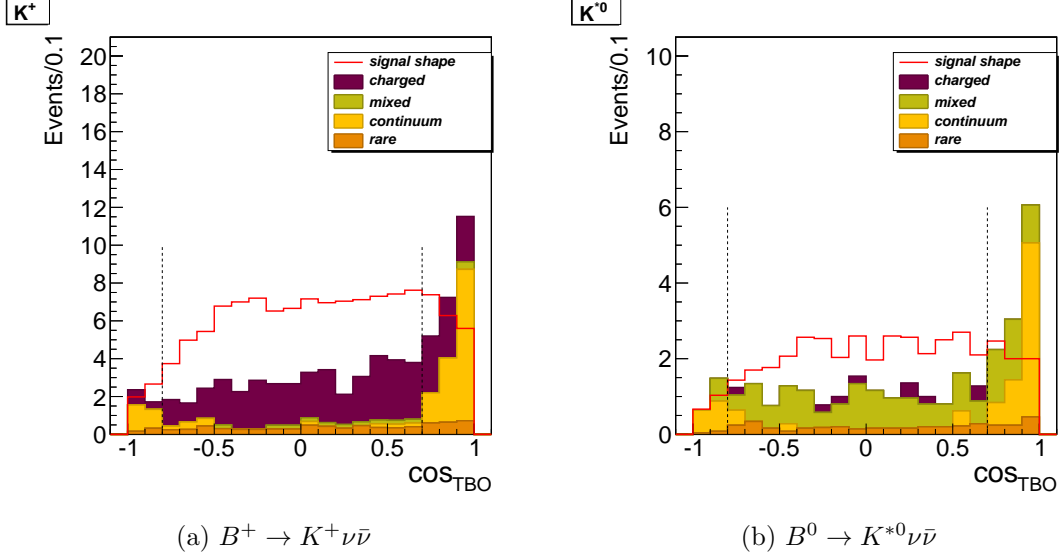 K+
Events/0.1
20
18
16
14
12
10
8
6
4
2
0
signal shape
charged
mixed
continuum
rare
-1 -0.5 0 0.5 1
cosTBO
(a) B+ → K+νν̄
K*0
Events/0.1
10
8
6
4
2
0
signal shape
charged
mixed
continuum
rare
-1 -0.5 0 0.5 1
cosTBO
(b) B0 → K*0νν̄